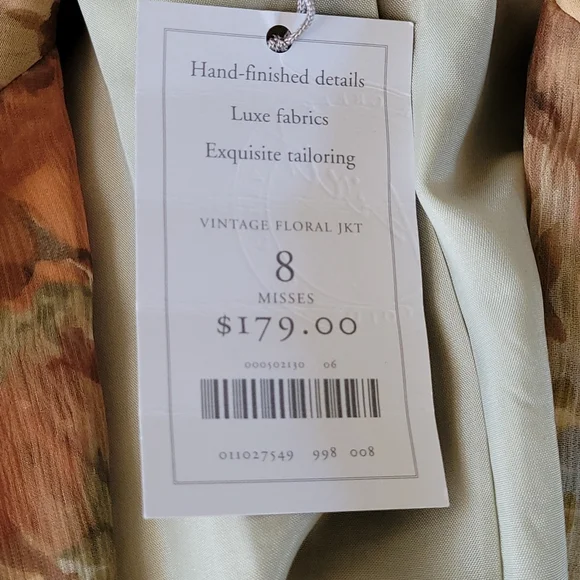 Hand-finished details
Luxe fabrics
Exquisite tailoring
VINTAGE FLORAL JKT
8
MISSES
$179.00
000502130 06
011027549 998 008